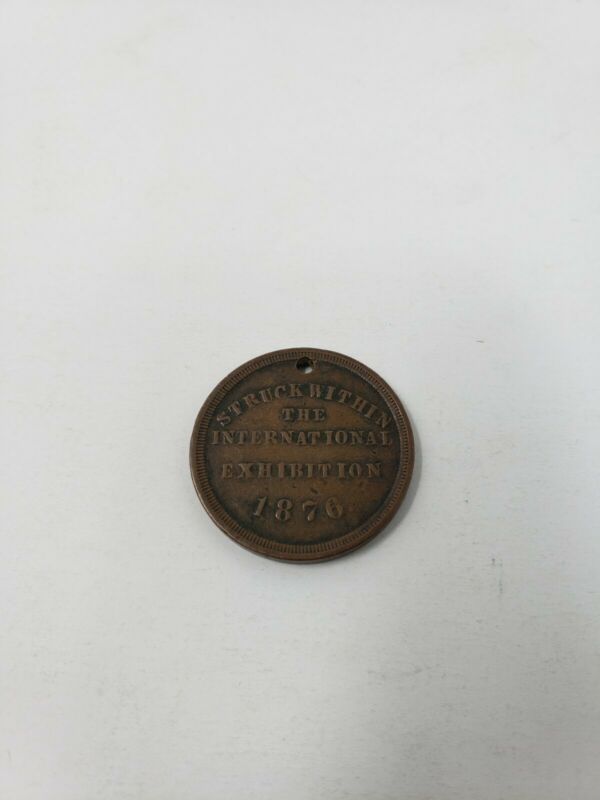 STRUCK WITHIN
THE
INTERNATIONAL
EXHIBITION
1876